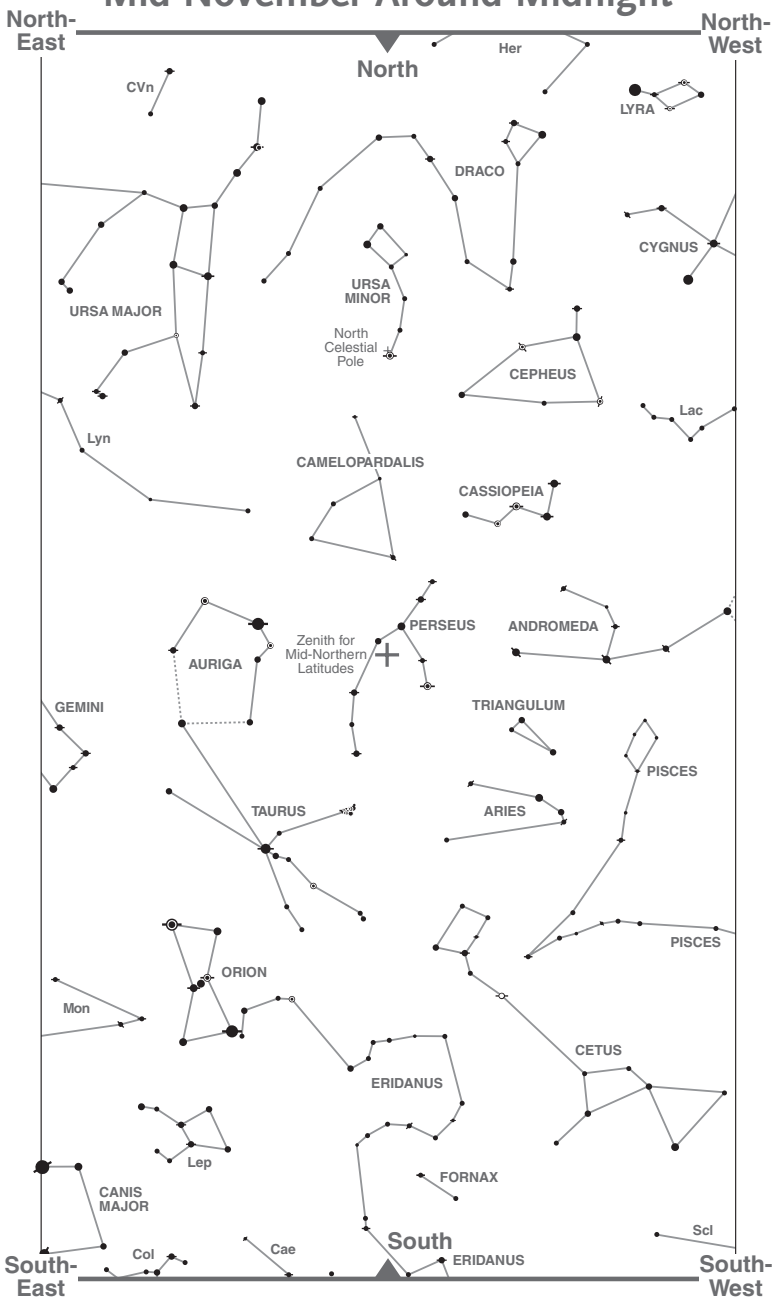 Mid-November Around Midnight
North-
East
North
North-
West
Her
CVn
LYRA
DRACO
CYGNUS
URSA
MINOR
URSA MAJOR
North
Celestial
Pole
CEPHEUS
Lac
Lyn
CAMELOPARDALIS
CASSIOPEIA
PERSEUS
ANDROMEDA
Zenith for
Mid-Northern
Latitudes
AURIGA
GEMINI
TRIANGULUM
PISCES
TAURUS
ARIES
PISCES
ORION
Mon
CETUS
ERIDANUS
Lep
FORNAX
CANIS
MAJOR
Scl
South
Col
Cae
ERIDANUS
South-
East
South-
West